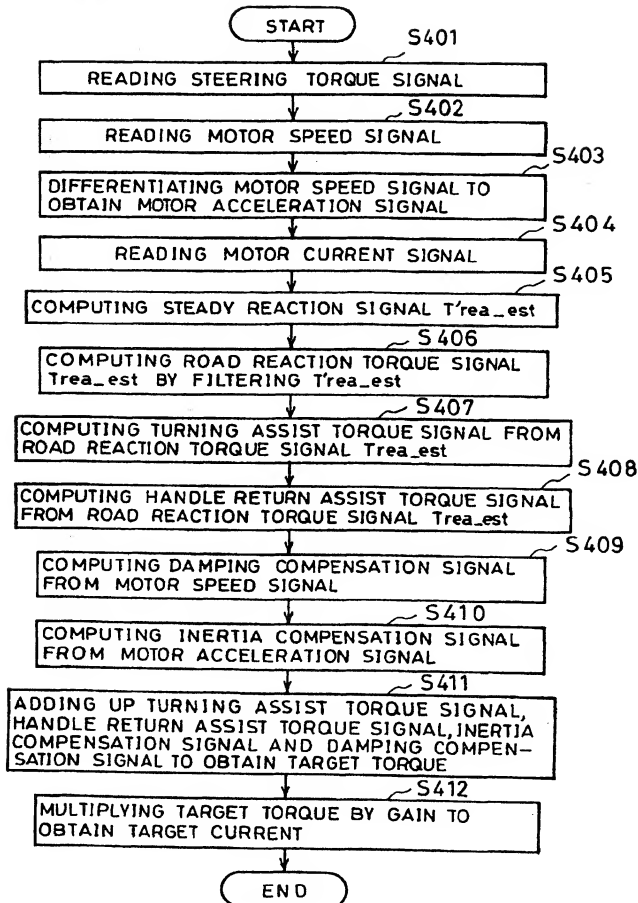 START
S401
READING STEERING TORQUE SIGNAL
S402
READING MOTOR SPEED SIGNAL
S403
DIFFERENTIATING MOTOR SPEED SIGNAL TO
OBTAIN MOTOR ACCELERATION SIGNAL
S404
READING MOTOR CURRENT SIGNAL
S405
COMPUTING STEADY REACTION SIGNAL T'rea_est
S406
COMPUTING ROAD REACTION TORQUE SIGNAL
Trea_est BY FILTERING T'rea_est
S407
COMPUTING TURNING ASSIST TORQUE SIGNAL FROM
ROAD REACTION TORQUE SIGNAL Trea_est
S408
COMPUTING HANDLE RETURN ASSIST TORQUE SIGNAL
FROM ROAD REACTION TORQUE SIGNAL Trea_est
S409
COMPUTING DAMPING COMPENSATION SIGNAL
FROM MOTOR SPEED SIGNAL
S410
COMPUTING INERTIA COMPENSATION SIGNAL
FROM MOTOR ACCELERATION SIGNAL
S411
ADDING UP TURNING ASSIST TORQUE SIGNAL,
HANDLE RETURN ASSIST TORQUE SIGNAL, INERTIA
COMPENSATION SIGNAL AND DAMPING COMPEN-
SATION SIGNAL TO OBTAIN TARGET TORQUE
S412
MULTIPLYING TARGET TORQUE BY GAIN TO
OBTAIN TARGET CURRENT
END